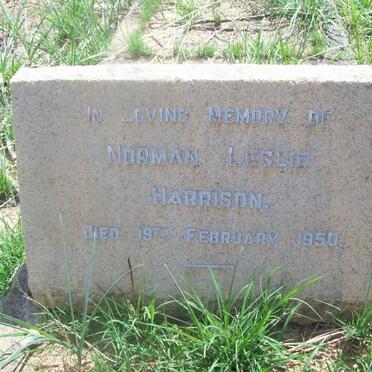 IN LOVING MEMORY OF
NORMAN LESLIE
HARRISON.
DIED 19TH FEBRUARY 1950.